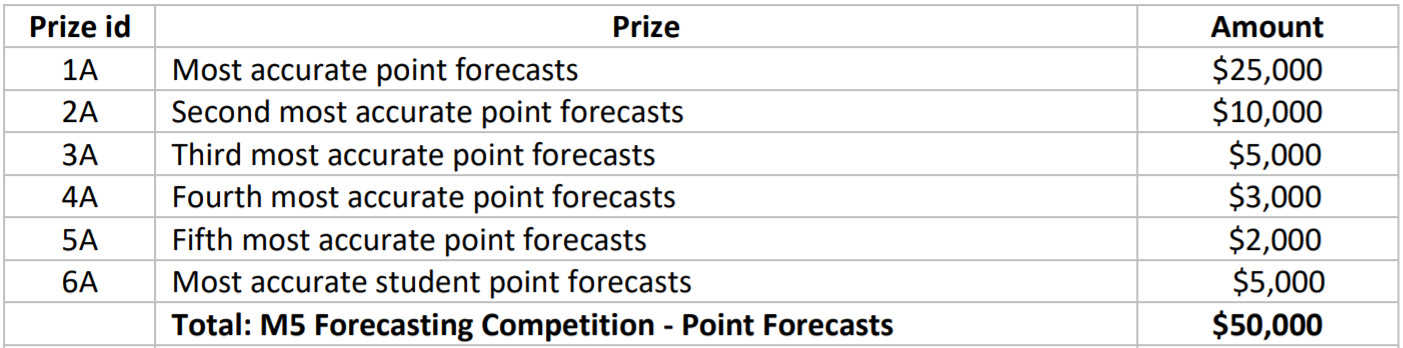 Prize id Prize Amount
1A Most accurate point forecasts $25,000
2A Second most accurate point forecasts $10,000
3A Third most accurate point forecasts $5,000
4A Fourth most accurate point forecasts $3,000
5A Fifth most accurate point forecasts $2,000
6A Most accurate student point forecasts $5,000
Total: M5 Forecasting Competition - Point Forecasts $50,000